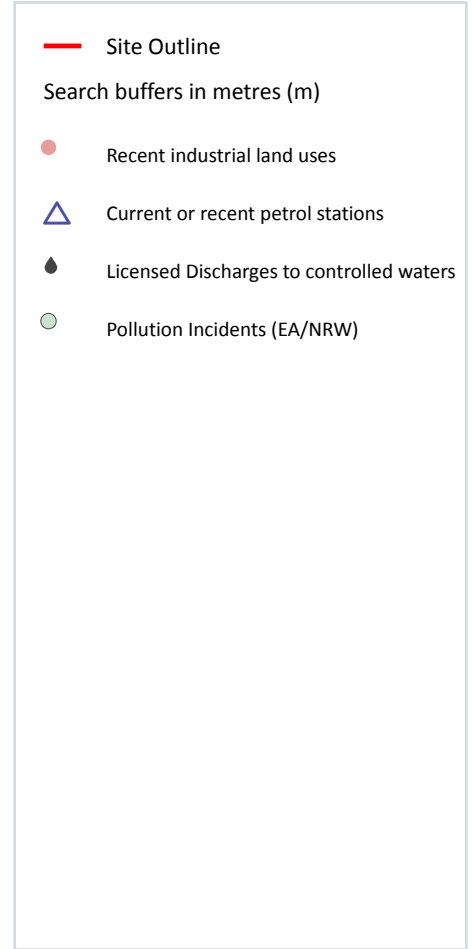 Site Outline
Search buffers in metres (m)
Recent industrial land uses
Current or recent petrol stations
Licensed Discharges to controlled waters
Pollution Incidents (EA/NRW)